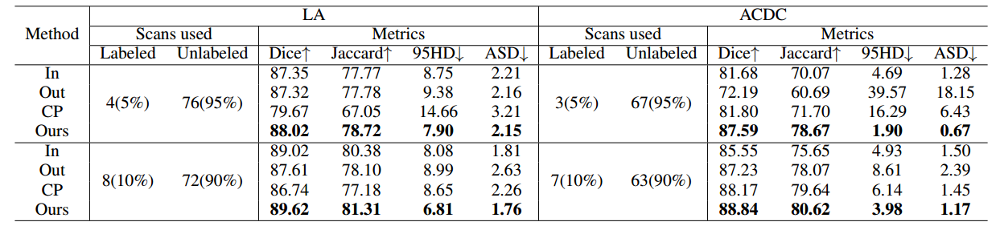 LA ACDC
Method Scans used Metrics Scans used Metrics
Labeled Unlabeled Dice↑ Jaccard↑ 95HD↓ ASD↓ Labeled Unlabeled Dice↑ Jaccard↑ 95HD↓ ASD↓
In 87.35 77.77 8.75 2.21 81.68 70.07 4.69 1.28
Out 87.32 77.78 9.38 2.16 72.19 60.69 39.57 18.15
4(5%) 76(95%) 3(5%) 67(95%)
CP 79.67 67.05 14.66 3.21 81.80 71.70 16.29 6.43
Ours 88.02 78.72 7.90 2.15 87.59 78.67 1.90 0.67
In 89.02 80.38 8.08 1.81 85.55 75.65 4.93 1.50
Out 87.61 78.10 8.99 2.63 87.23 78.07 8.61 2.39
8(10%) 72(90%) 7(10%) 63(90%)
CP 86.74 77.18 8.65 2.26 88.17 79.64 6.14 1.45
Ours 89.62 81.31 6.81 1.76 88.84 80.62 3.98 1.17